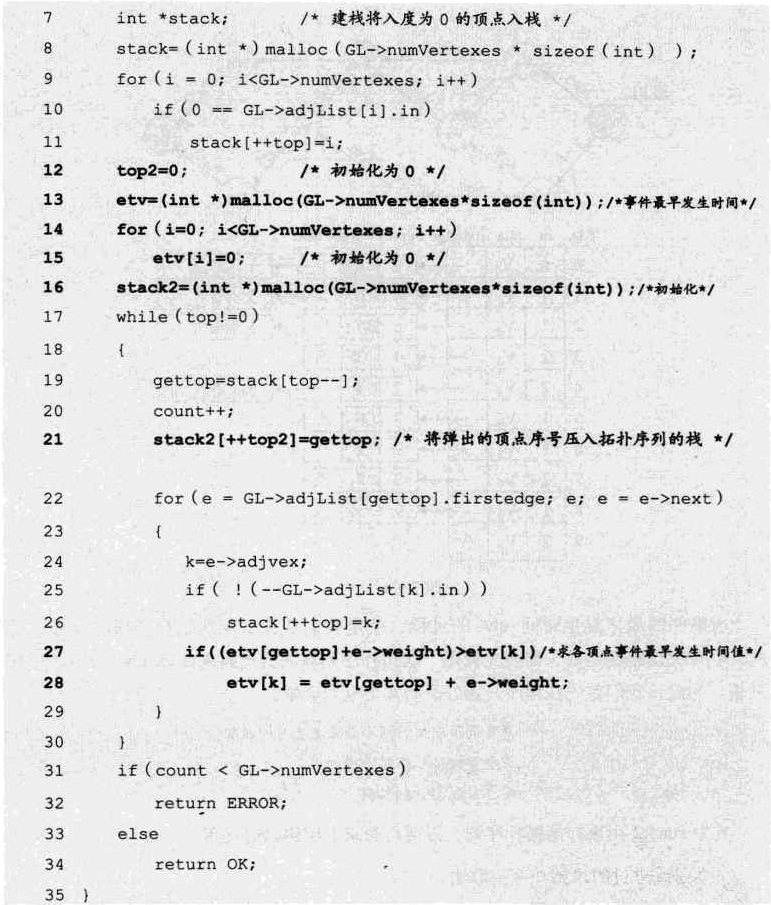 7 int *stack; /* 建栈将入度为 0 的顶点入栈 */
8 stack= (int *) malloc (GL->numVertexes * sizeof (int) ) ;
9 for (i = 0; i<GL->numVertexes; i++)
10 if (0 == GL->adjList[i].in)
11 stack[++top]=i;
12 top2=0; /* 初始化为 0 */
13 etv=(int *)malloc(GL->numVertexes*sizeof(int));/*事件最早发生时间*/
14 for (i=0; i<GL->numVertexes; i++)
15 etv[i]=0; /* 初始化为 0 */
16 stack2=(int *)malloc(GL->numVertexes*sizeof(int));/*初始化*/
17 while (top!=0)
18 {
19 gettop=stack[top--];
20 count++;
21 stack2[++top2]=gettop; /* 将弹出的顶点序号压入拓扑序列的栈 */
22 for (e = GL->adjList[gettop].firstedge; e; e = e->next)
23 {
24 k=e->adjvex;
25 if ( !(--GL->adjList[k].in))
26 stack[++top]=k;
27 if((etv[gettop]+e->weight)>etv[k])/*求各顶点事件最早发生时间值*/
28 etv[k] = etv[gettop] + e->weight;
29 }
30 }
31 if (count < GL->numVertexes)
32 return ERROR;
33 else
34 return OK;
35 }